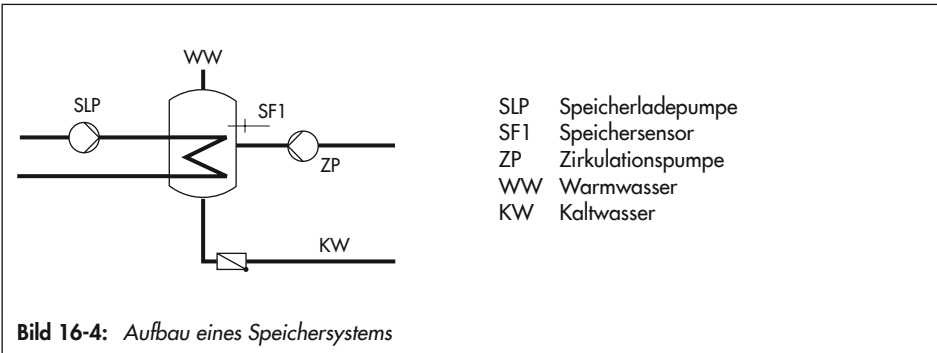 WW
SLP
SF1
ZP
KW
SLP Speicherladepumpe
SF1 Speichersensor
ZP Zirkulationspumpe
WW Warmwasser
KW Kaltwasser
Bild 16-4: Aufbau eines Speichersystems